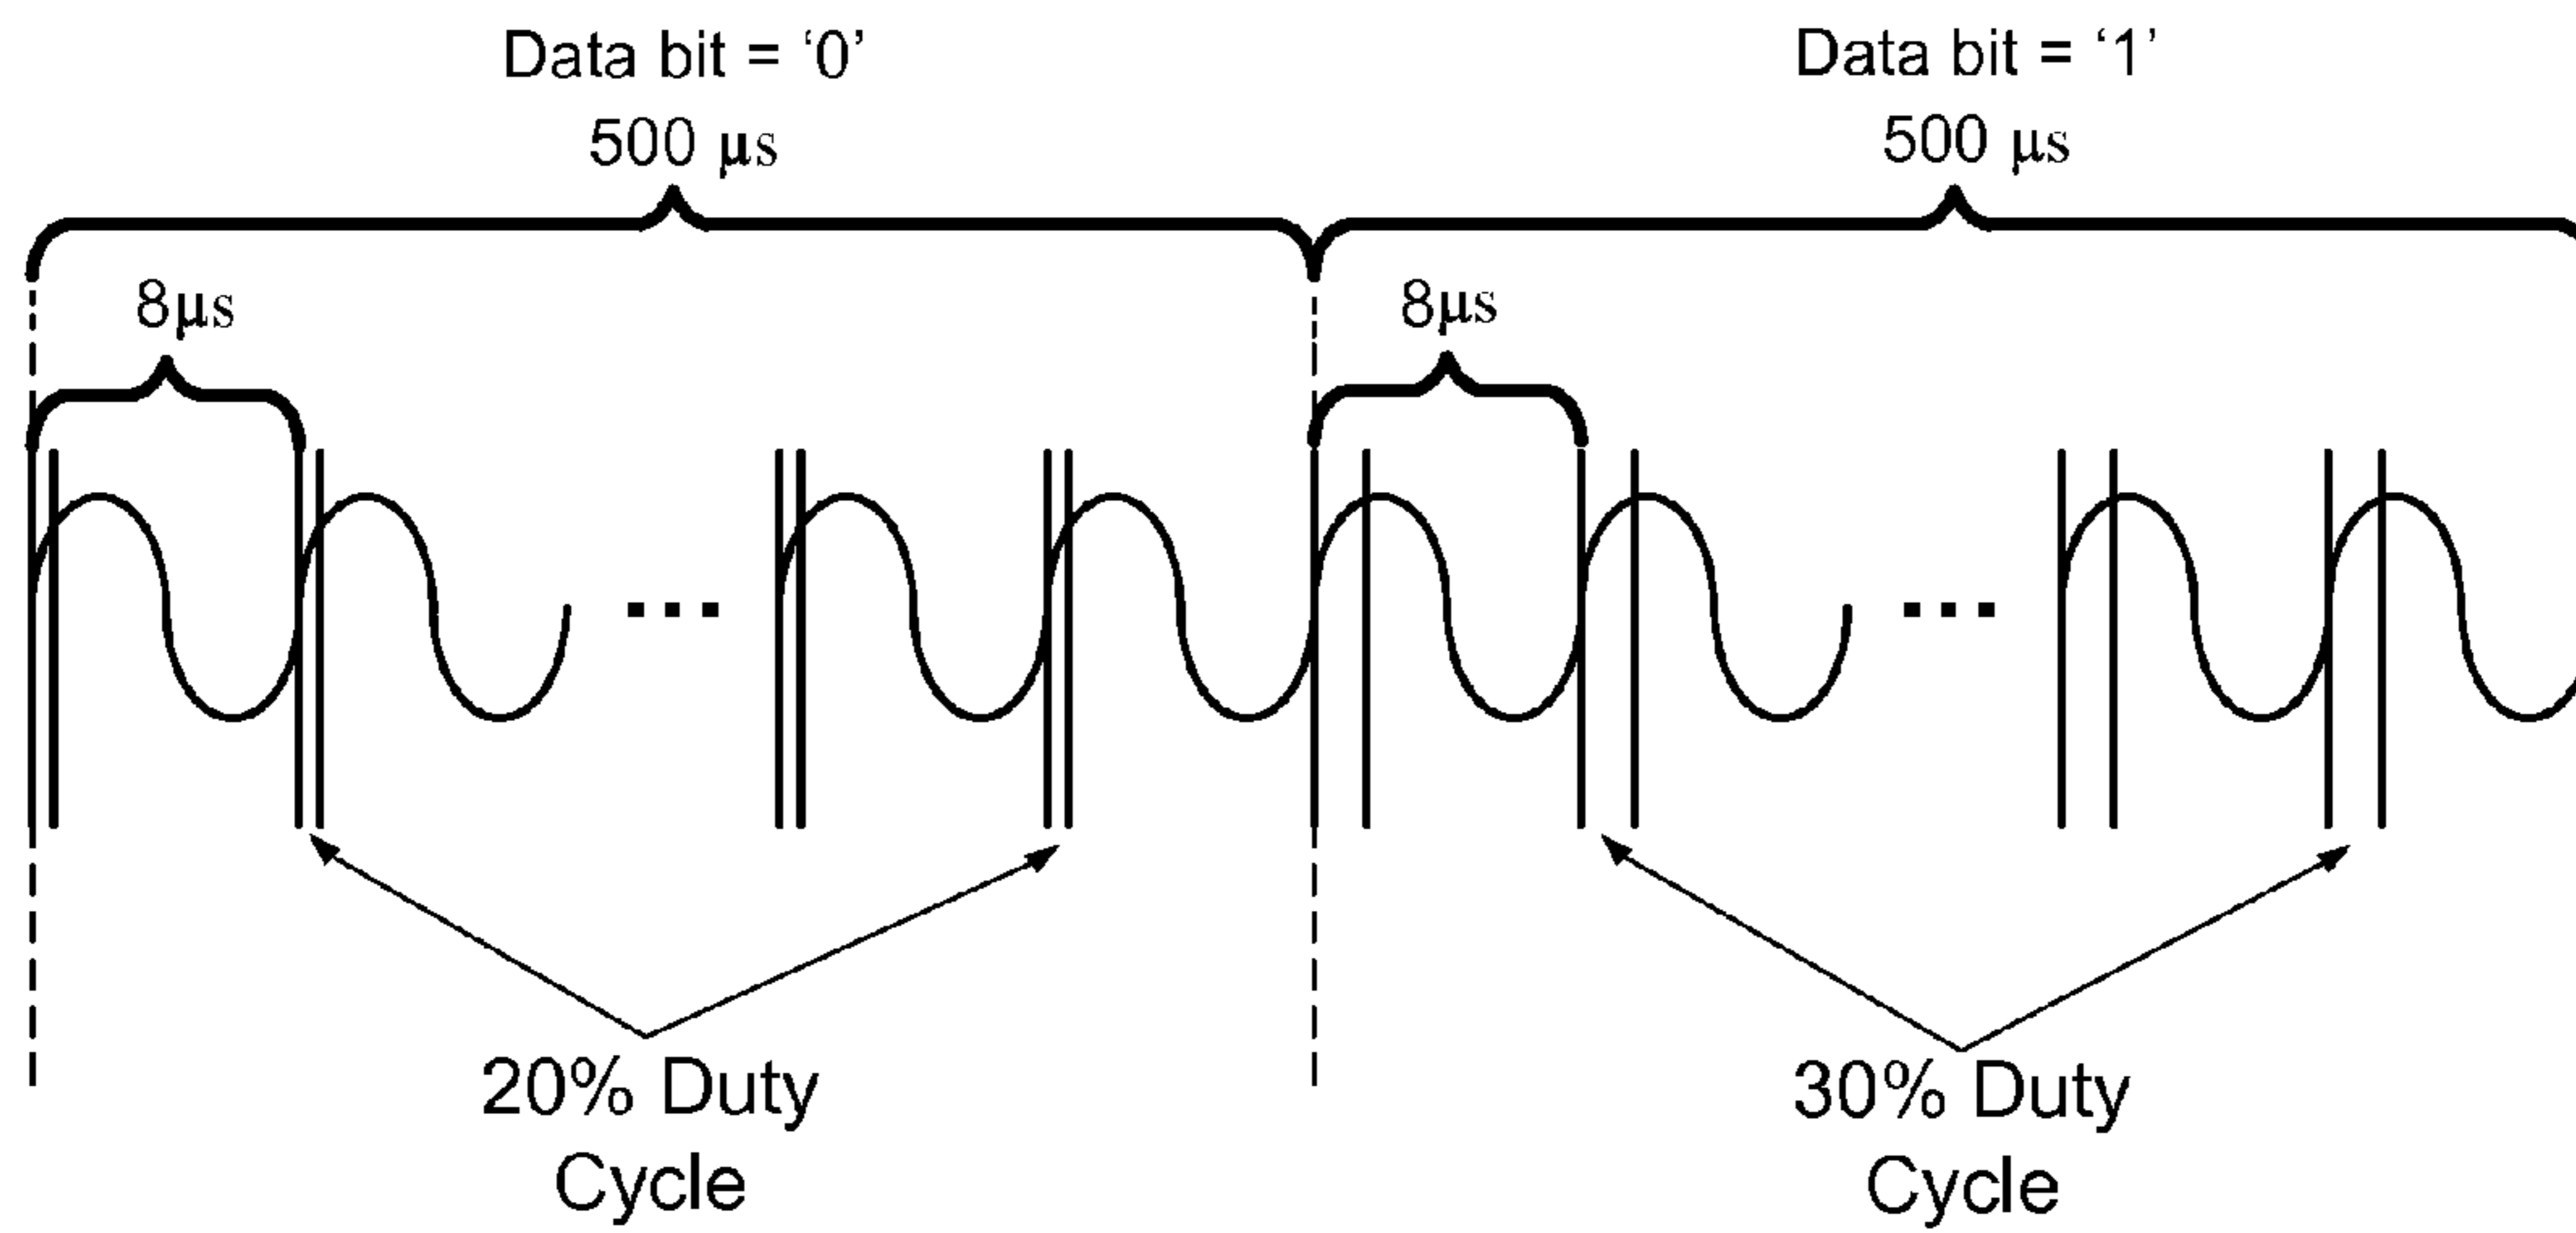 Data bit = ‘0’
500 μs
Data bit = ‘1’
500 μs
8μs
8μs
20% Duty
Cycle
30% Duty
Cycle